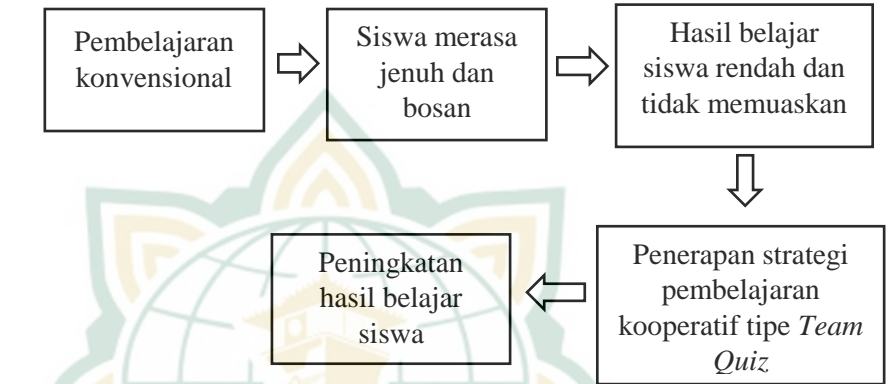 Pembelajaran
konvensional
Siswa merasa
jenuh dan
bosan
Hasil belajar
siswa rendah dan
tidak memuaskan
Penerapan strategi
pembelajaran
kooperatif tipe Team
Quiz
Peningkatan
hasil belajar
siswa